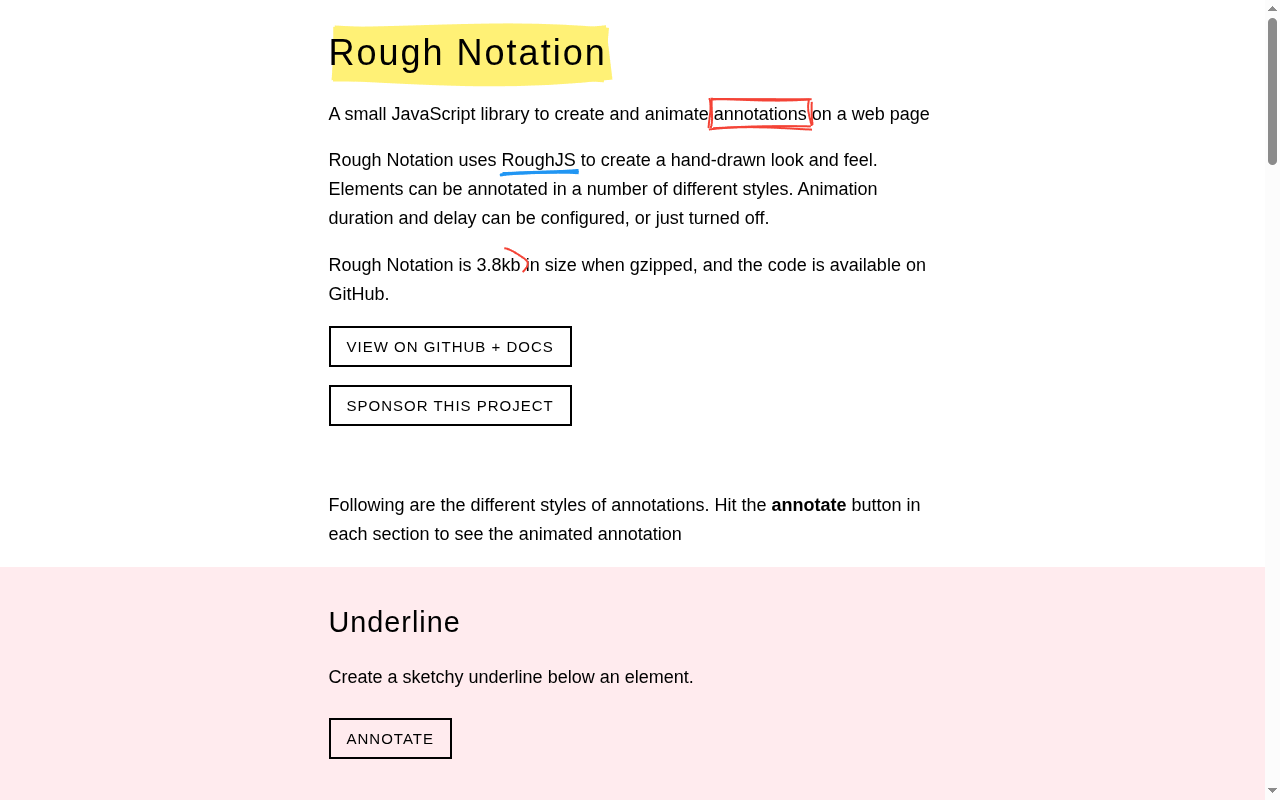 Rough Notation
A small JavaScript library to create and animate annotations on a web page
Rough Notation uses RoughJS to create a hand-drawn look and feel.
Elements can be annotated in a number of different styles. Animation
duration and delay can be configured, or just turned off.
Rough Notation is 3.8kb in size when gzipped, and the code is available on
GitHub.
VIEW ON GITHUB + DOCS
SPONSOR THIS PROJECT
Following are the different styles of annotations. Hit the annotate button in
each section to see the animated annotation
Underline
Create a sketchy underline below an element.
ANNOTATE